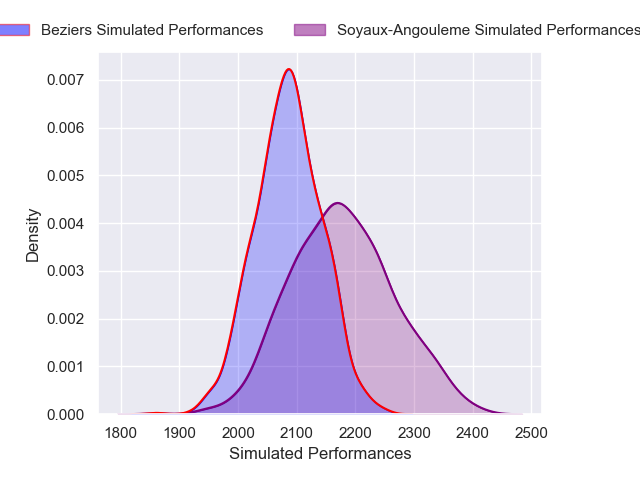 Beziers Simulated Performances Soyaux-Angouleme Simulated Performances
0.007
0.006
0.005
0.004
0.003
0.002
0.001
0.000
Density
1800 1900 2000 2100 2200 2300 2400 2500
Simulated Performances